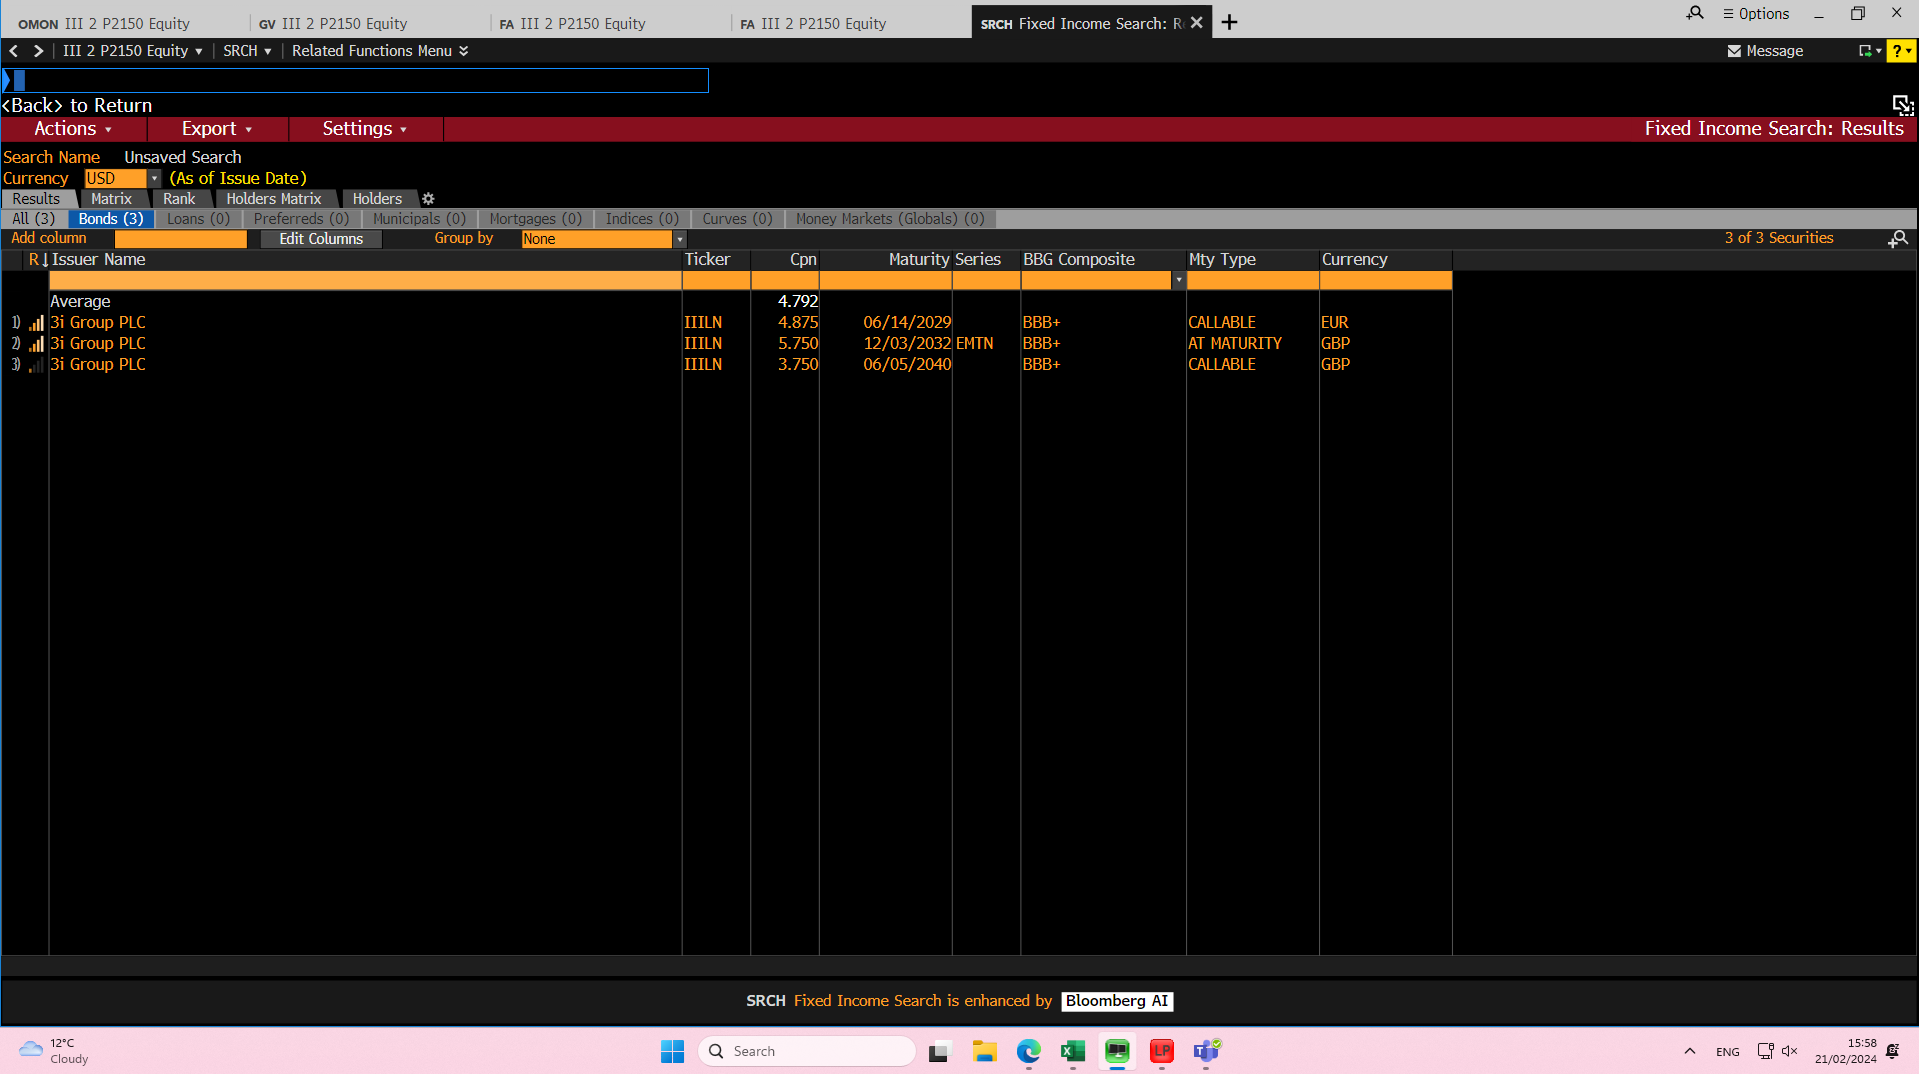 OMON III 2 P2150 Equity GV III 2 P2150 Equity FA III 2 P2150 Equity FA III 2 P2150 Equity SRCH Fixed Income Search: R Options
III 2 P2150 Equity SRCH Related Functions Menu Message ?
<Back> to Return
Actions Export Settings Fixed Income Search: Results
Search Name Unsaved Search
Currency USD (As of Issue Date)
Results Matrix Rank Holders Matrix Holders
All (3) Bonds (3) Loans (0) Preferreds (0) Municipals (0) Mortgages (0) Indices (0) Curves (0) Money Markets (Globals) (0)
Add column Edit Columns Group by None 3 of 3 Securities
R Issuer Name Ticker Cpn Maturity Series BBG Composite Mty Type Currency
Average 4.792
1) 3i Group PLC IIILN 4.875 06/14/2029 BBB+ CALLABLE EUR
2) 3i Group PLC IIILN 5.750 12/03/2032 EMTN BBB+ AT MATURITY GBP
3) 3i Group PLC IIILN 3.750 06/05/2040 BBB+ CALLABLE GBP
SRCH Fixed Income Search is enhanced by Bloomberg AI
12°C
Cloudy
Search
LP
ENG
15:58
21/02/2024